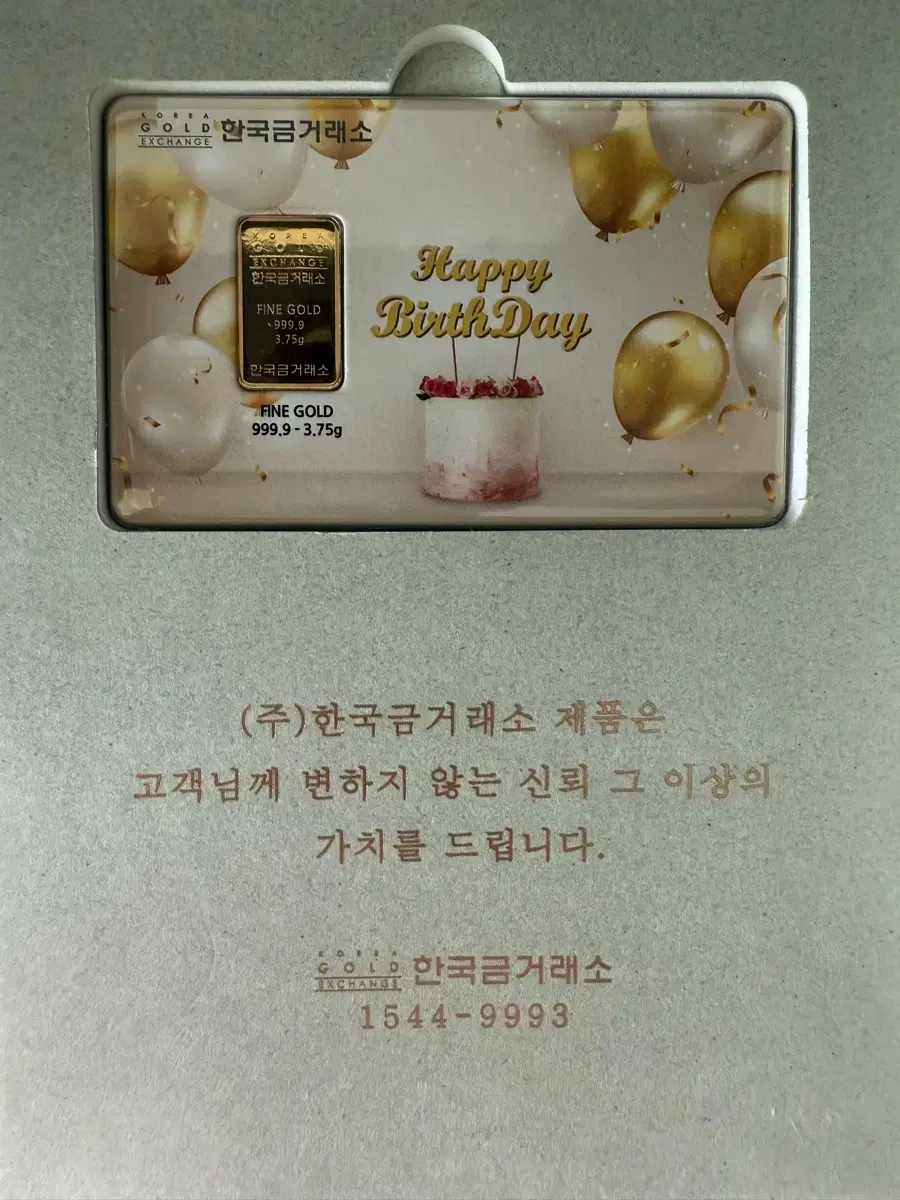 KOREA
GOLD
EXCHANGE
한국금거래소
KOREA
GOLD
EXCHANGE
한국금거래소
FINE GOLD
999.9
3.75g
한국금거래소
FINE GOLD
999.9 - 3.75g
Happy
BirthDay
(주)한국금거래소 제품은
고객님께 변하지 않는 신뢰 그 이상의
가치를 드립니다.
KOREA
GOLD
EXCHANGE
한국금거래소
1544-9993